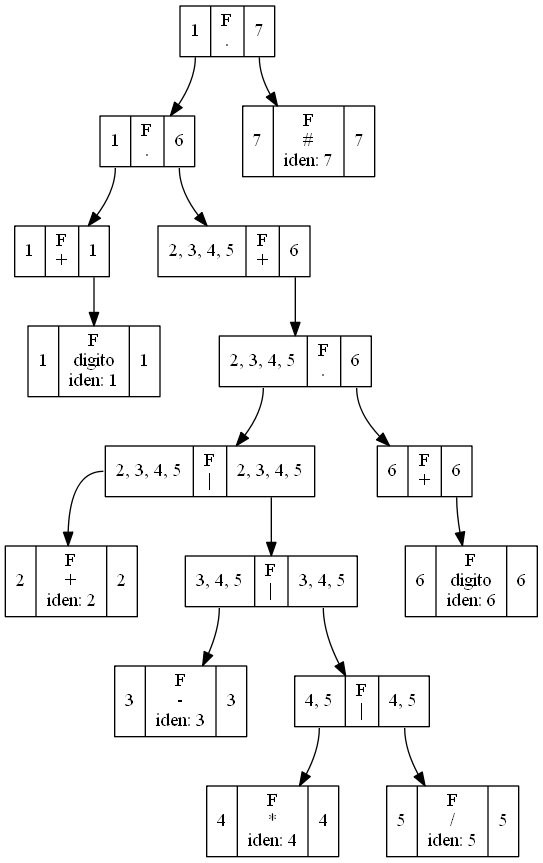 1 F . 7
1 F . 6
7 F # iden: 7 7
1 F + 1
2, 3, 4, 5 F + 6
1 F digito iden: 1 1
2, 3, 4, 5 F . 6
2, 3, 4, 5 F | 2, 3, 4, 5
6 F + 6
2 F + iden: 2 2
3, 4, 5 F | 3, 4, 5
6 F digito iden: 6 6
3 F - iden: 3 3
4, 5 F | 4, 5
4 F * iden: 4 4
5 F / iden: 5 5